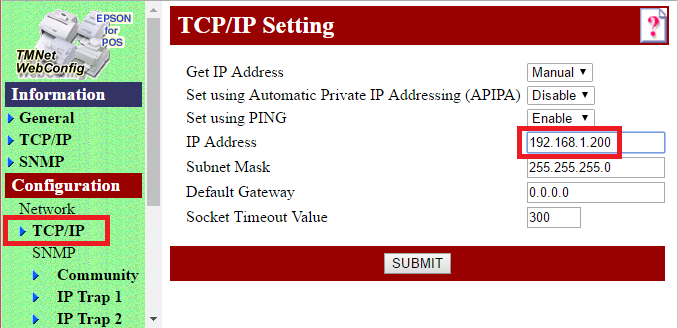 EPSON
for
POS
TMNet
WebConfig
Information
General
TCP/IP
SNMP
Configuration
Network
TCP/IP
SNMP
Community
IP Trap 1
IP Trap 2
TCP/IP Setting
?
Get IP Address Manual
Set using Automatic Private IP Addressing (APIPA) Disable
Set using PING Enable
IP Address 192.168.1.200
Subnet Mask 255.255.255.0
Default Gateway 0.0.0.0
Socket Timeout Value 300
SUBMIT